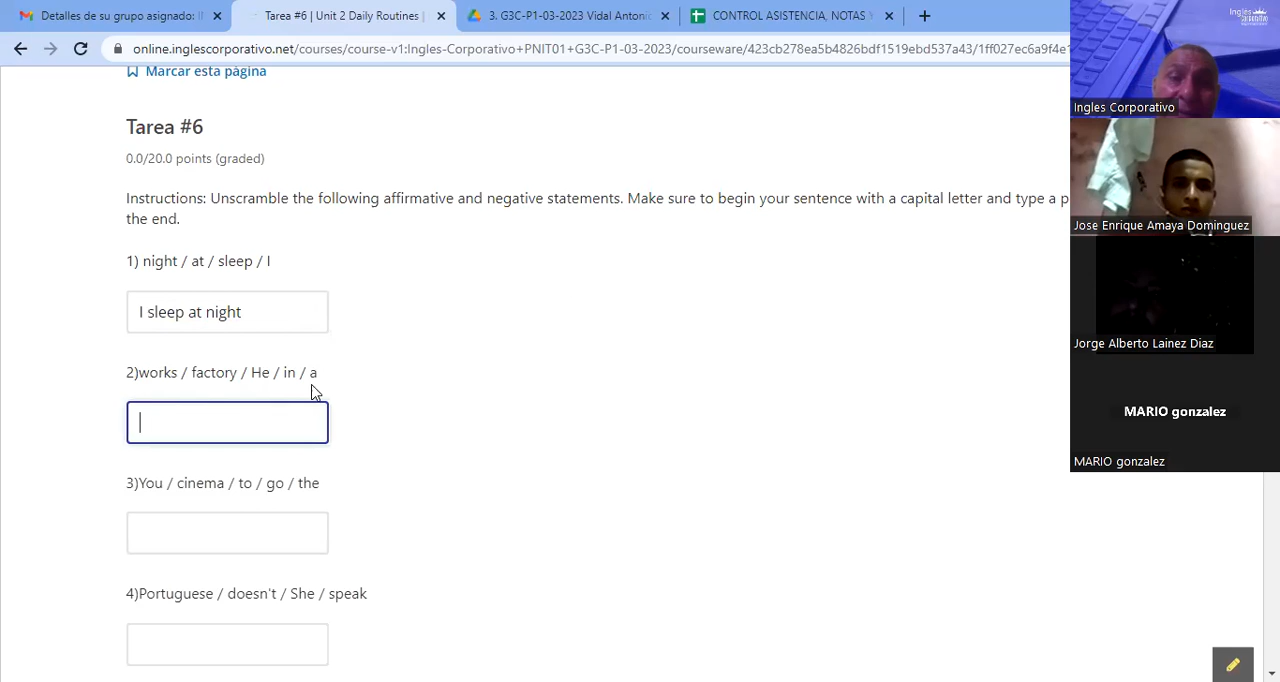 Detalles de su grupo asignado: I
Tarea #6 | Unit 2 Daily Routines |
3. G3C-P1-03-2023 Vidal Antoni
CONTROL ASISTENCIA, NOTAS
online.inglescorporativo.net/courses/course-v1:Ingles-Corporativo+PNIT01+G3C-P1-03-2023/courseware/423cb278ea5b4826bdf1519ebd537a43/1ff027ec6a9f4e1
Marcar esta página
Tarea #6
0.0/20.0 points (graded)
Instructions: Unscramble the following affirmative and negative statements. Make sure to begin your sentence with a capital letter and type a p
the end.
1) night / at / sleep / I
I sleep at night
2)works / factory / He / in / a
3)You / cinema / to / go / the
4)Portuguese / doesn't / She / speak
Ingles Corporativo
Jose Enrique Amaya Dominguez
Jorge Alberto Lainez Diaz
MARIO gonzalez
MARIO gonzalez